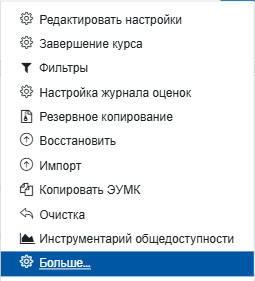 Редактировать настройки
Завершение курса
Фильтры
Настройка журнала оценок
Резервное копирование
Восстановить
Импорт
Копировать ЭУМК
Очистка
Инструментарий общедоступности
Больше...